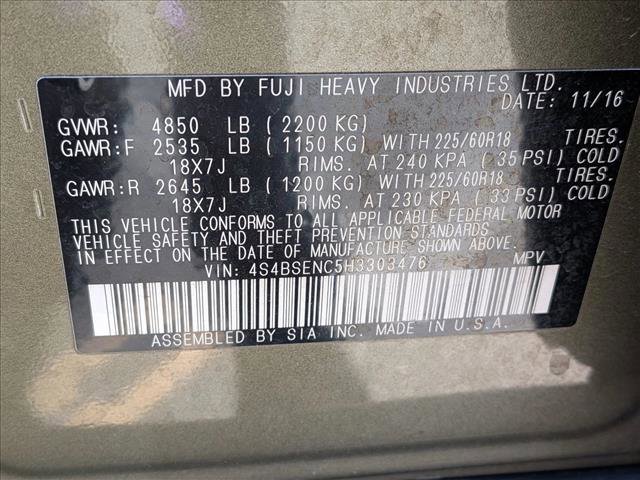 MFD BY FUJI HEAVY INDUSTRIES LTD.
DATE: 11/16
GVWR: 4850 LB (2200 KG)
GAWR:F 2535 LB (1150 KG) WITH 225/60R18 TIRES.
18X7J RIMS. AT 240 KPA (35 PSI) COLD
GAWR:R 2645 LB (1200 KG) WITH 225/60R18 TIRES.
18X7J RIMS. AT 230 KPA (33 PSI) COLD
THIS VEHICLE CONFORMS TO ALL APPLICABLE FEDERAL MOTOR
VEHICLE SAFETY AND THEFT PREVENTION STANDARDS
IN EFFECT ON THE DATE OF MANUFACTURE SHOWN ABOVE.
VIN: 4S4BSENC5H3303476 MPV
ASSEMBLED BY SIA INC. MADE IN U.S.A.